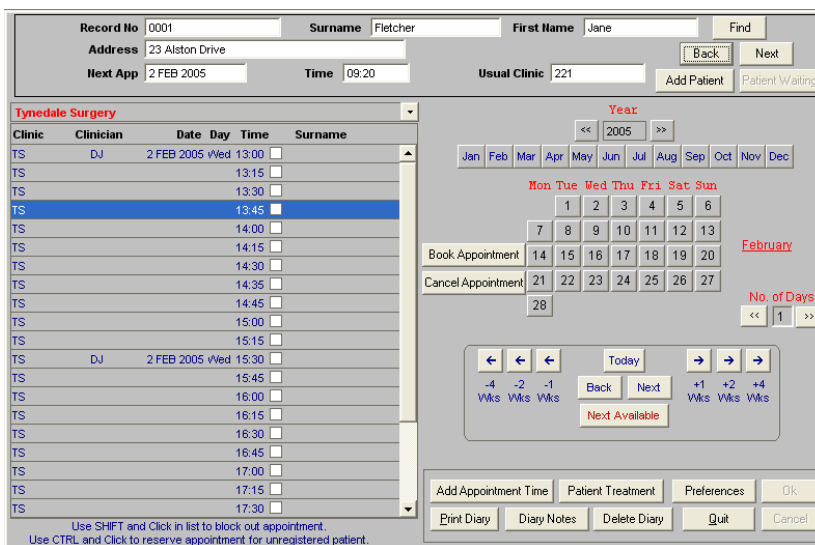 Record No 0001 Surname Fletcher First Name Jane Find
Address 23 Alston Drive Back Next
Next App 2 FEB 2005 Time 09:20 Usual Clinic 221 Add Patient Patient Waiting
Tynedale Surgery
Clinic Clinician Date Day Time Surname
TS DJ 2 FEB 2005 Wed 13:00
TS 13:15
TS 13:30
TS 13:45
TS 14:00
TS 14:15
TS 14:30
TS 14:35
TS 14:45
TS 15:00
TS 15:15
TS DJ 2 FEB 2005 Wed 15:30
TS 15:45
TS 16:00
TS 16:15
TS 16:30
TS 16:45
TS 17:00
TS 17:15
TS 17:30
Use SHIFT and Click in list to block out appointment.
Use CTRL and Click to reserve appointment for unregistered patient.
Year
<< 2005 >>
Jan Feb Mar Apr May Jun Jul Aug Sep Oct Nov Dec
Mon Tue Wed Thu Fri Sat Sun
1 2 3 4 5 6
7 8 9 10 11 12 13
Book Appointment 14 15 16 17 18 19 20
Cancel Appointment 21 22 23 24 25 26 27
28
February
No. of Days
<< 1 >>
← ← ← Today → → →
-4 -2 -1 Back Next +1 +2 +4
Wks Wks Wks Wks Wks Wks
Next Available
Add Appointment Time Patient Treatment Preferences Ok
Print Diary Diary Notes Delete Diary Quit Cancel